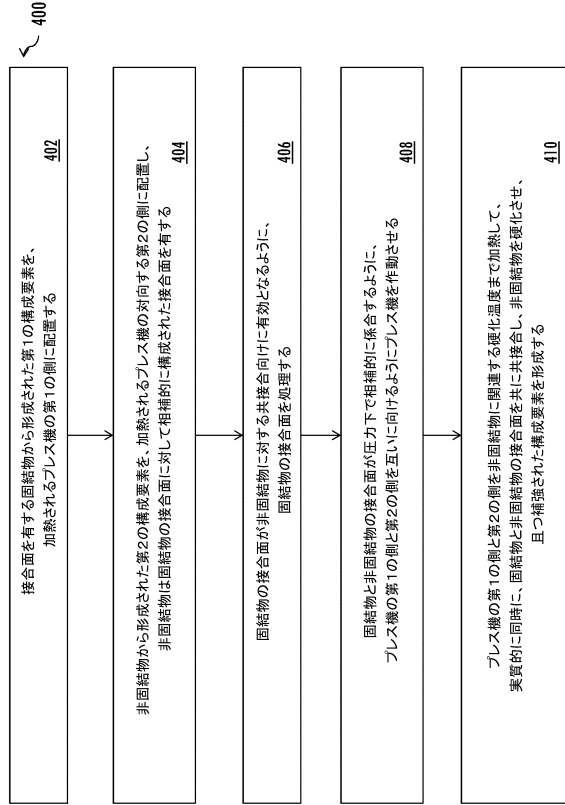 400
接合面を有する固結物から形成された第1の構成要素を、
加熱されるプレス機の第1の側に配置する
402
非固結物から形成された第2の構成要素を、加熱されるプレス機の対向する第2の側に配置し、
非固結物は固結物の接合面に対して相補的に構成された接合面を有する
404
固結物の接合面が非固結物に対する共接合向けに有効となるように、
固結物の接合面を処理する
406
固結物と非固結物の接合面が圧力下で相補的に係合するように、
プレス機の第1の側と第2の側を互いに向けるようにプレス機を作動させる
408
プレス機の第1の側と第2の側を非固結物に関連する硬化温度まで加熱して、
実質的に同時に、固結物と非固結物の接合面を共に共接合し、非固結物を硬化させ、
且つ補強された構成要素を形成する
410